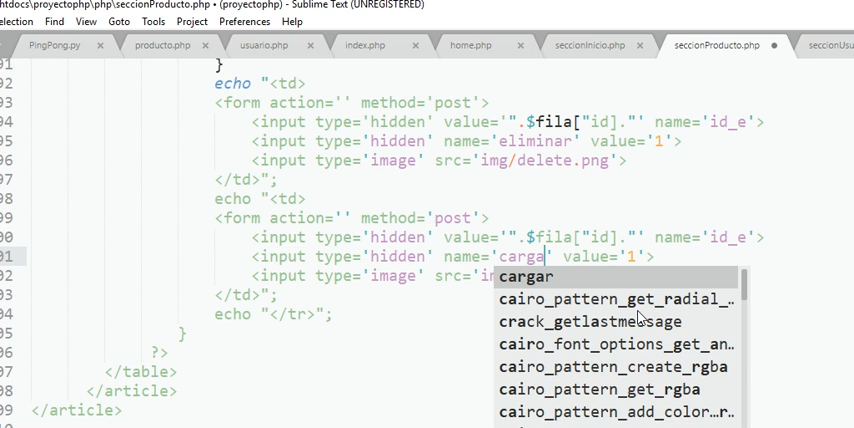 htdocs\proyectophp\php\seccionProducto.php • (proyectophp) - Sublime Text (UNREGISTERED)
election Find View Goto Tools Project Preferences Help
PingPong.py × producto.php × usuario.php × index.php × home.php × seccionInicio.php × seccionProducto.php • seccionUsu
91 }
92 echo "<td>
93 <form action='' method='post'>
94 <input type='hidden' value='".$fila["id]."' name='id_e'>
95 <input type='hidden' name='eliminar' value='1'>
96 <input type='image' src='img/delete.png'>
97 </td>";
98 echo "<td>
99 <form action='' method='post'>
00 <input type='hidden' value='".$fila["id]."' name='id_e'>
01 <input type='hidden' name='carga' value='1'>
02 <input type='image' src='im
03 </td>";
04 echo "</tr>";
05 }
06 ?>
07 </table>
08 </article>
09 </article>
cargar
cairo_pattern_get_radial_…
crack_getlastmessage
cairo_font_options_get_an…
cairo_pattern_create_rgba
cairo_pattern_get_rgba
cairo_pattern_add_color…r…